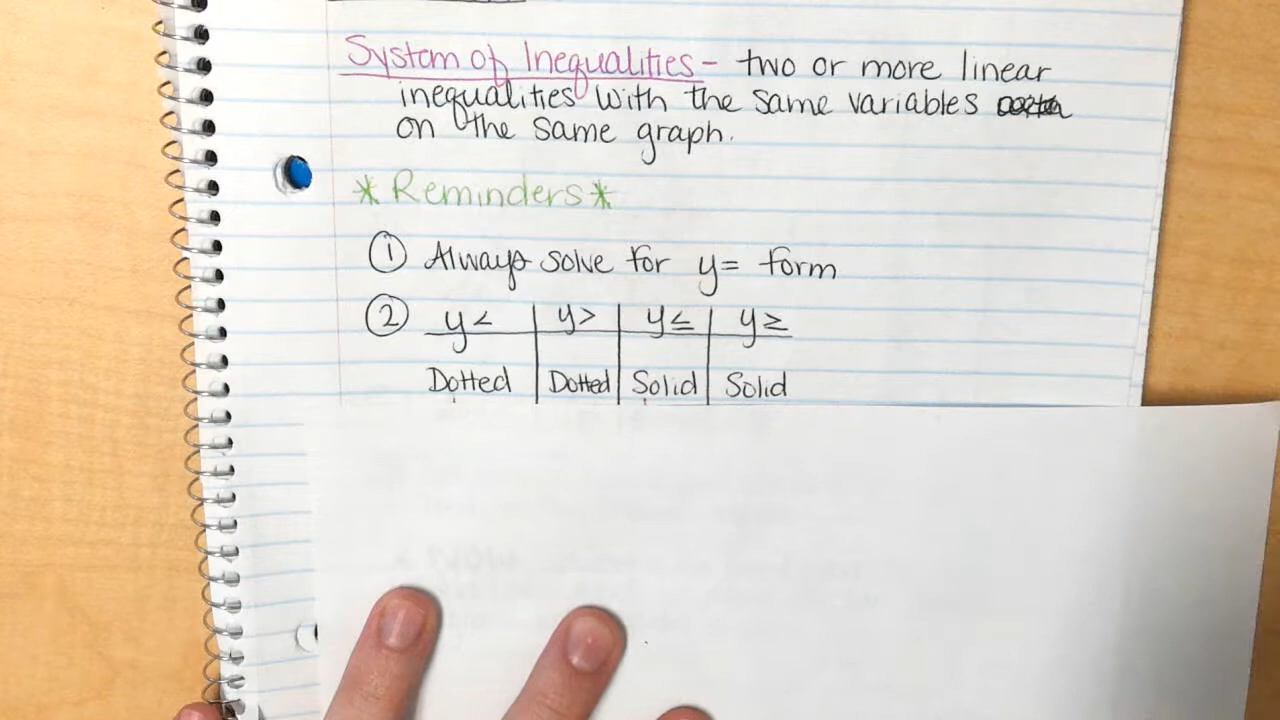 System of Inequalities - two or more linear
inequalities with the same variables
on the same graph.
*Reminders*
① Always solve for y= form
② y< y> y≤ y≥
Dotted Dotted Solid Solid